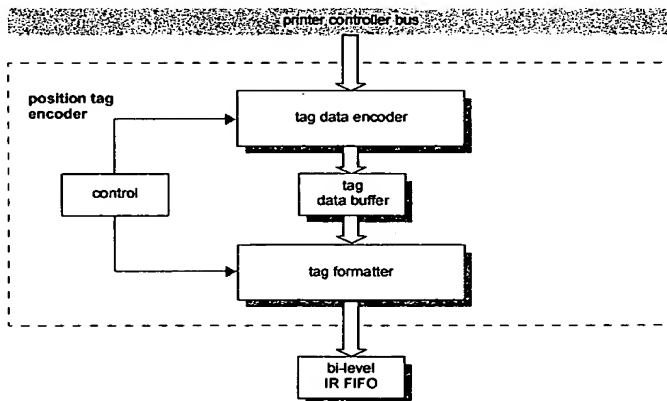 printer controller bus
position tag
encoder
tag data encoder
control
tag
data buffer
tag formatter
bi-level
IR FIFO